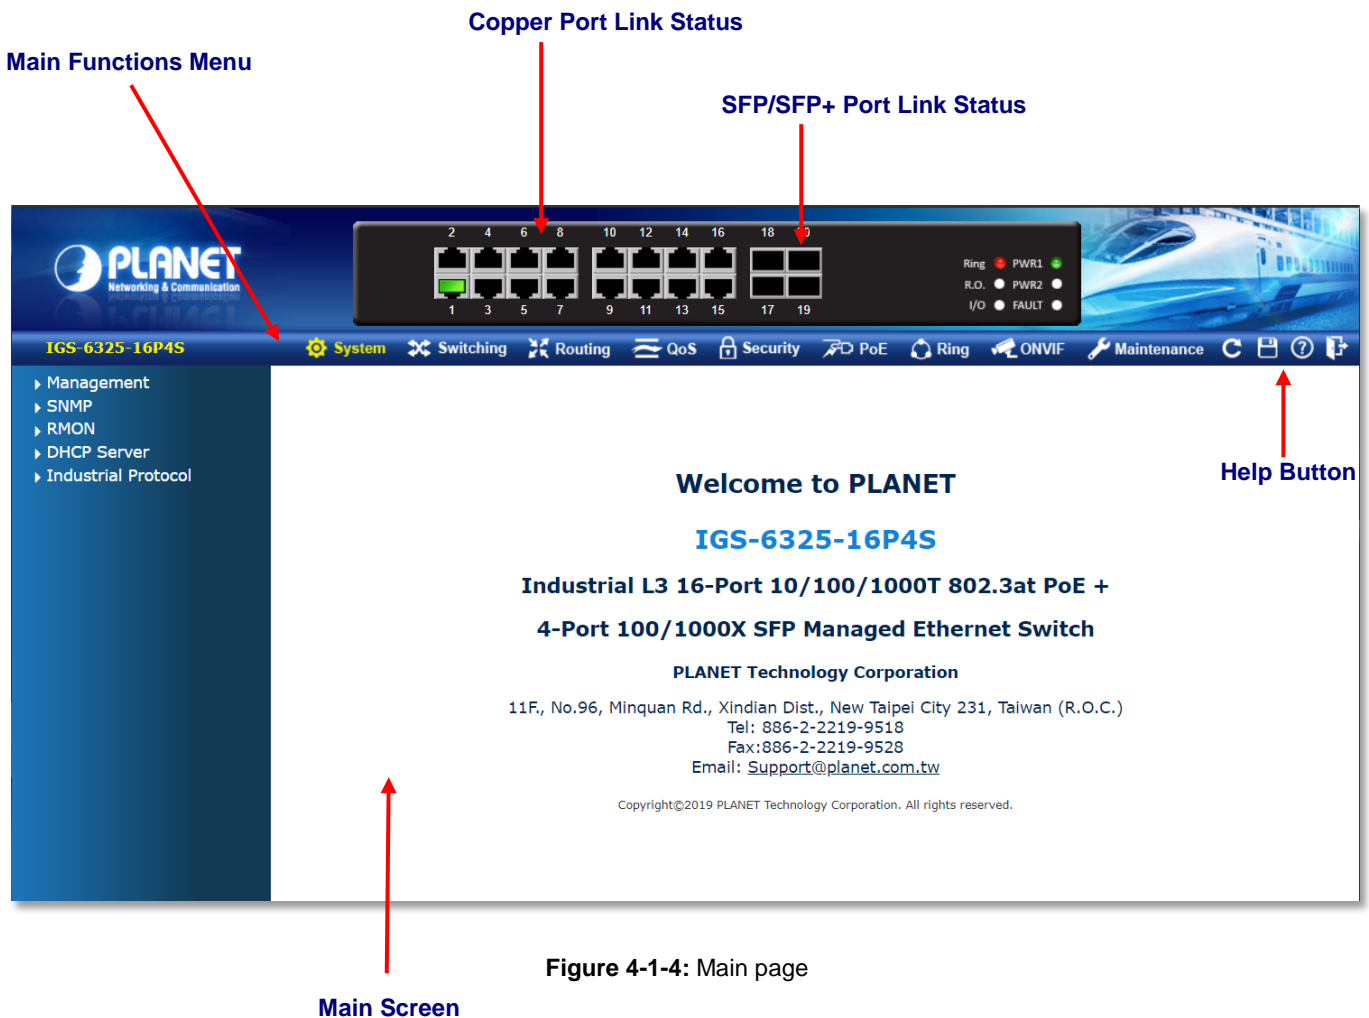 Copper Port Link Status
Main Functions Menu
SFP/SFP+ Port Link Status
2 4 6 8 10 12 14 16 18
PLANET
Networking & Communication
Ring PWR1
R.O. PWR2
I/O FAULT
1 3 5 7 9 11 13 15 17 19
IGS-6325-16P4S System Switching Routing QoS Security PoE Ring ONVIF Maintenance
Management
SNMP
RMON
DHCP Server
Industrial Protocol
Help Button
Welcome to PLANET
IGS-6325-16P4S
Industrial L3 16-Port 10/100/1000T 802.3at PoE +
4-Port 100/1000X SFP Managed Ethernet Switch
PLANET Technology Corporation
11F., No.96, Minquan Rd., Xindian Dist., New Taipei City 231, Taiwan (R.O.C.)
Tel: 886-2-2219-9518
Fax:886-2-2219-9528
Email: Support@planet.com.tw
Copyright©2019 PLANET Technology Corporation. All rights reserved.
Figure 4-1-4: Main page
Main Screen